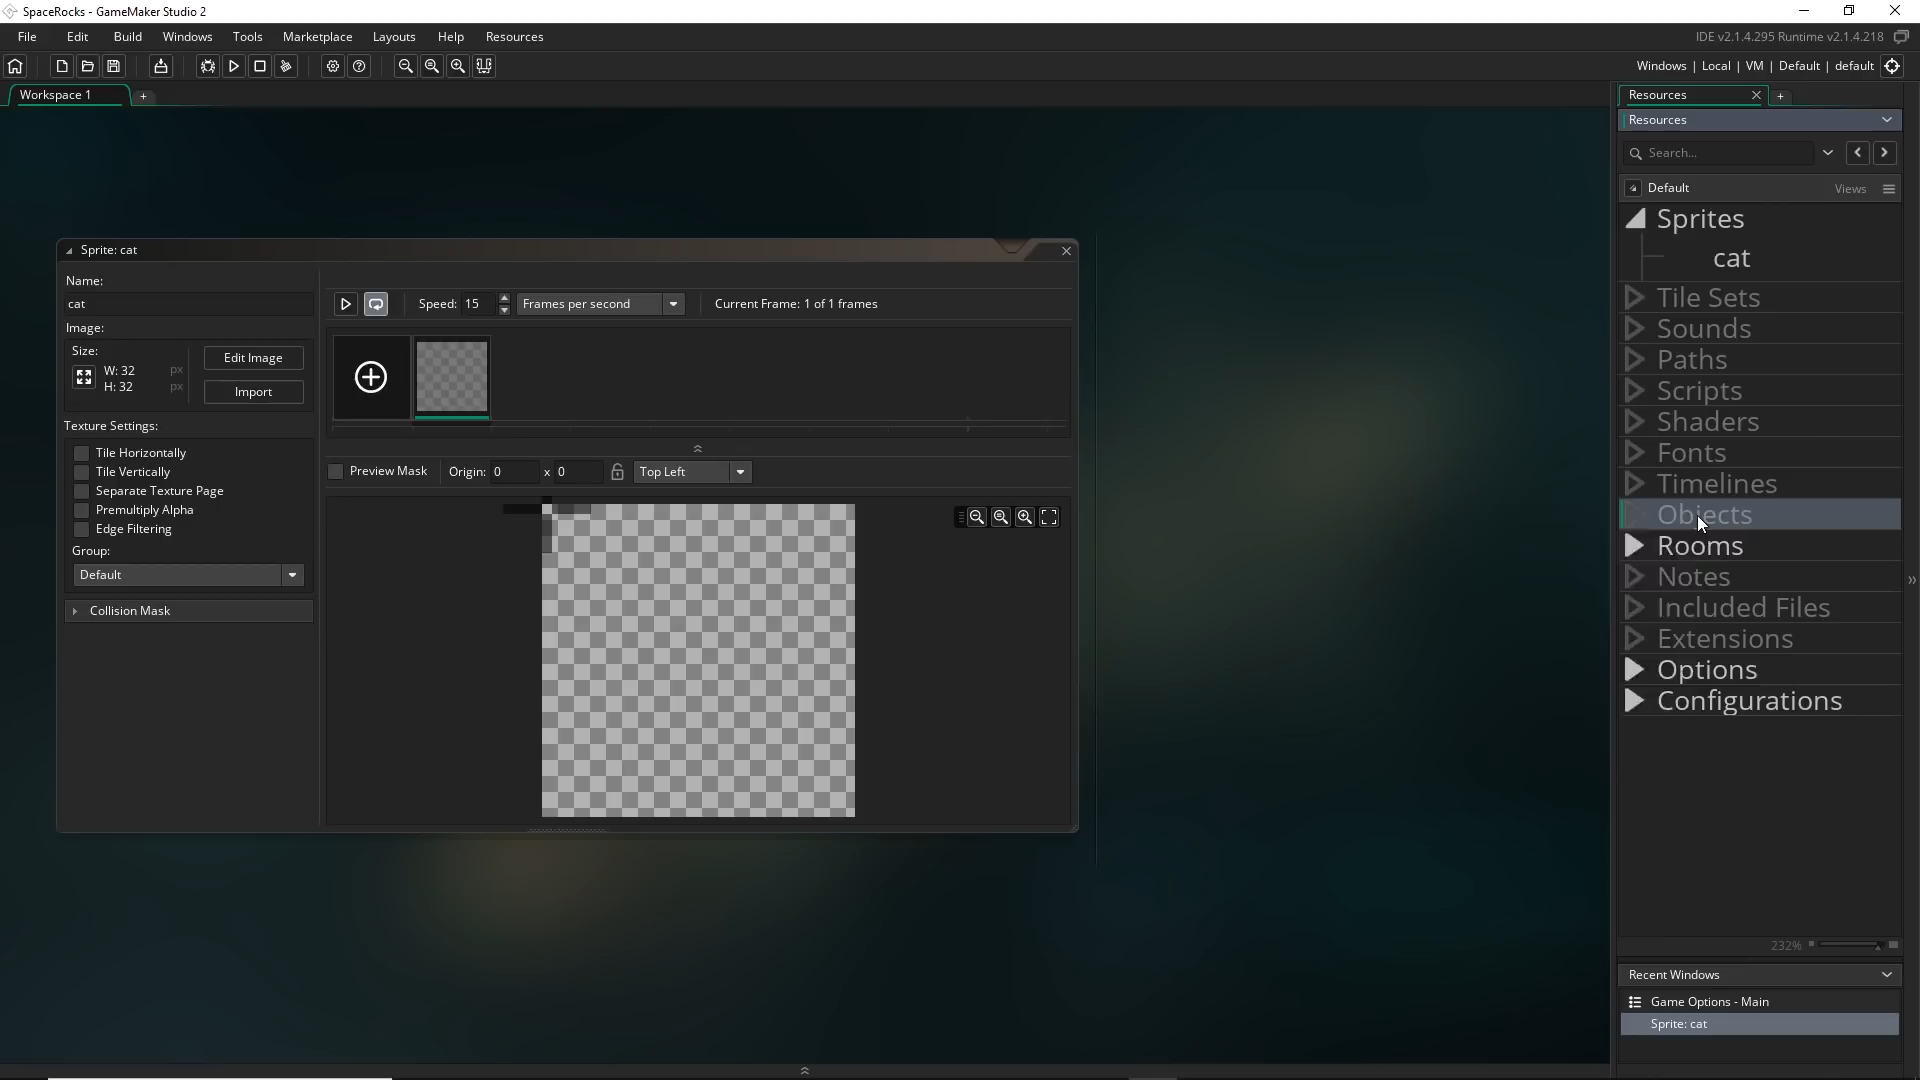 SpaceRocks - GameMaker Studio 2
File Edit Build Windows Tools Marketplace Layouts Help Resources
IDE v2.1.4.295 Runtime v2.1.4.218
Windows | Local | VM | Default | default
Workspace 1 +
Resources
Resources
Search...
Default Views
Sprites
cat
Tile Sets
Sounds
Paths
Scripts
Shaders
Fonts
Timelines
Objects
Rooms
Notes
Included Files
Extensions
Options
Configurations
232%
Recent Windows
Game Options - Main
Sprite: cat
Sprite: cat
Name:
cat
Image:
Size:
W: 32 px
H: 32 px
Edit Image
Import
Texture Settings:
Tile Horizontally
Tile Vertically
Separate Texture Page
Premultiply Alpha
Edge Filtering
Group:
Default
Collision Mask
Speed: 15 Frames per second Current Frame: 1 of 1 frames
Preview Mask Origin: 0 x 0 Top Left